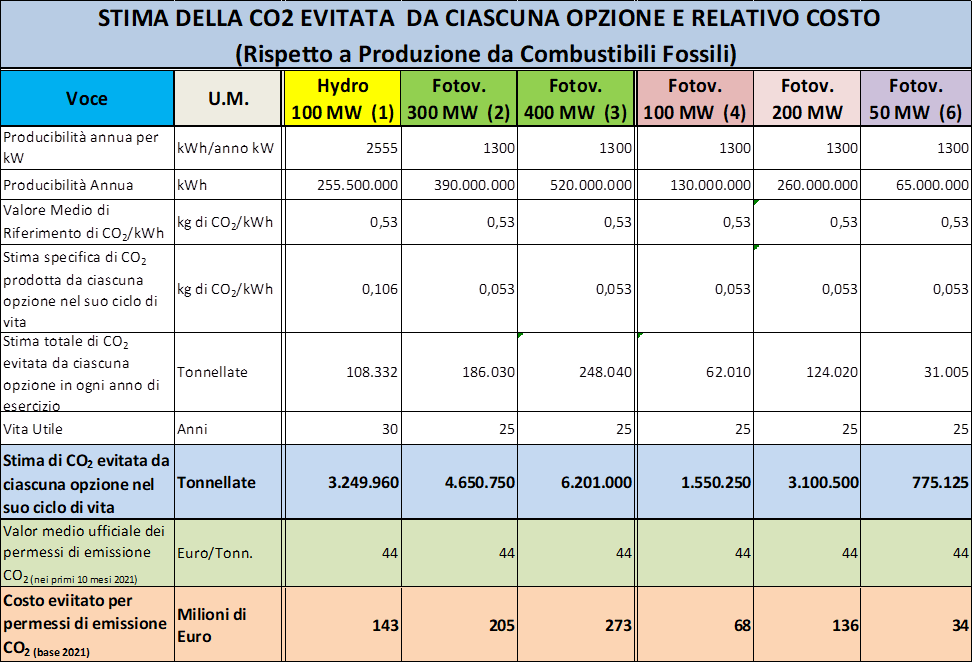 STIMA DELLA CO2 EVITATA DA CIASCUNA OPZIONE E RELATIVO COSTO
(Rispetto a Produzione da Combustibili Fossili)
Voce U.M. Hydro 100 MW (1) Fotov. 300 MW (2) Fotov. 400 MW (3) Fotov. 100 MW (4) Fotov. 200 MW Fotov. 50 MW (6)
Producibilità annua per
kW kWh/anno kW 2555 1300 1300 1300 1300 1300
Producibilità Annua kWh 255.500.000 390.000.000 520.000.000 130.000.000 260.000.000 65.000.000
Valore Medio di
Riferimento di CO₂/kWh kg di CO₂/kWh 0,53 0,53 0,53 0,53 0,53 0,53
Stima specifica di CO₂
prodotta da ciascuna
opzione nel suo ciclo di
vita kg di CO₂/kWh 0,106 0,053 0,053 0,053 0,053 0,053
Stima totale di CO₂
evitata da ciascuna
opzione in ogni anno di
esercizio Tonnellate 108.332 186.030 248.040 62.010 124.020 31.005
Vita Utile Anni 30 25 25 25 25 25
Stima di CO₂ evitata da
ciascuna opzione nel
suo ciclo di vita Tonnellate 3.249.960 4.650.750 6.201.000 1.550.250 3.100.500 775.125
Valor medio ufficiale dei
permessi di emissione
CO₂ (nei primi 10 mesi 2021) Euro/Tonn. 44 44 44 44 44 44
Costo eviitato per
permessi di emissione
CO₂ (base 2021) Milioni di Euro 143 205 273 68 136 34